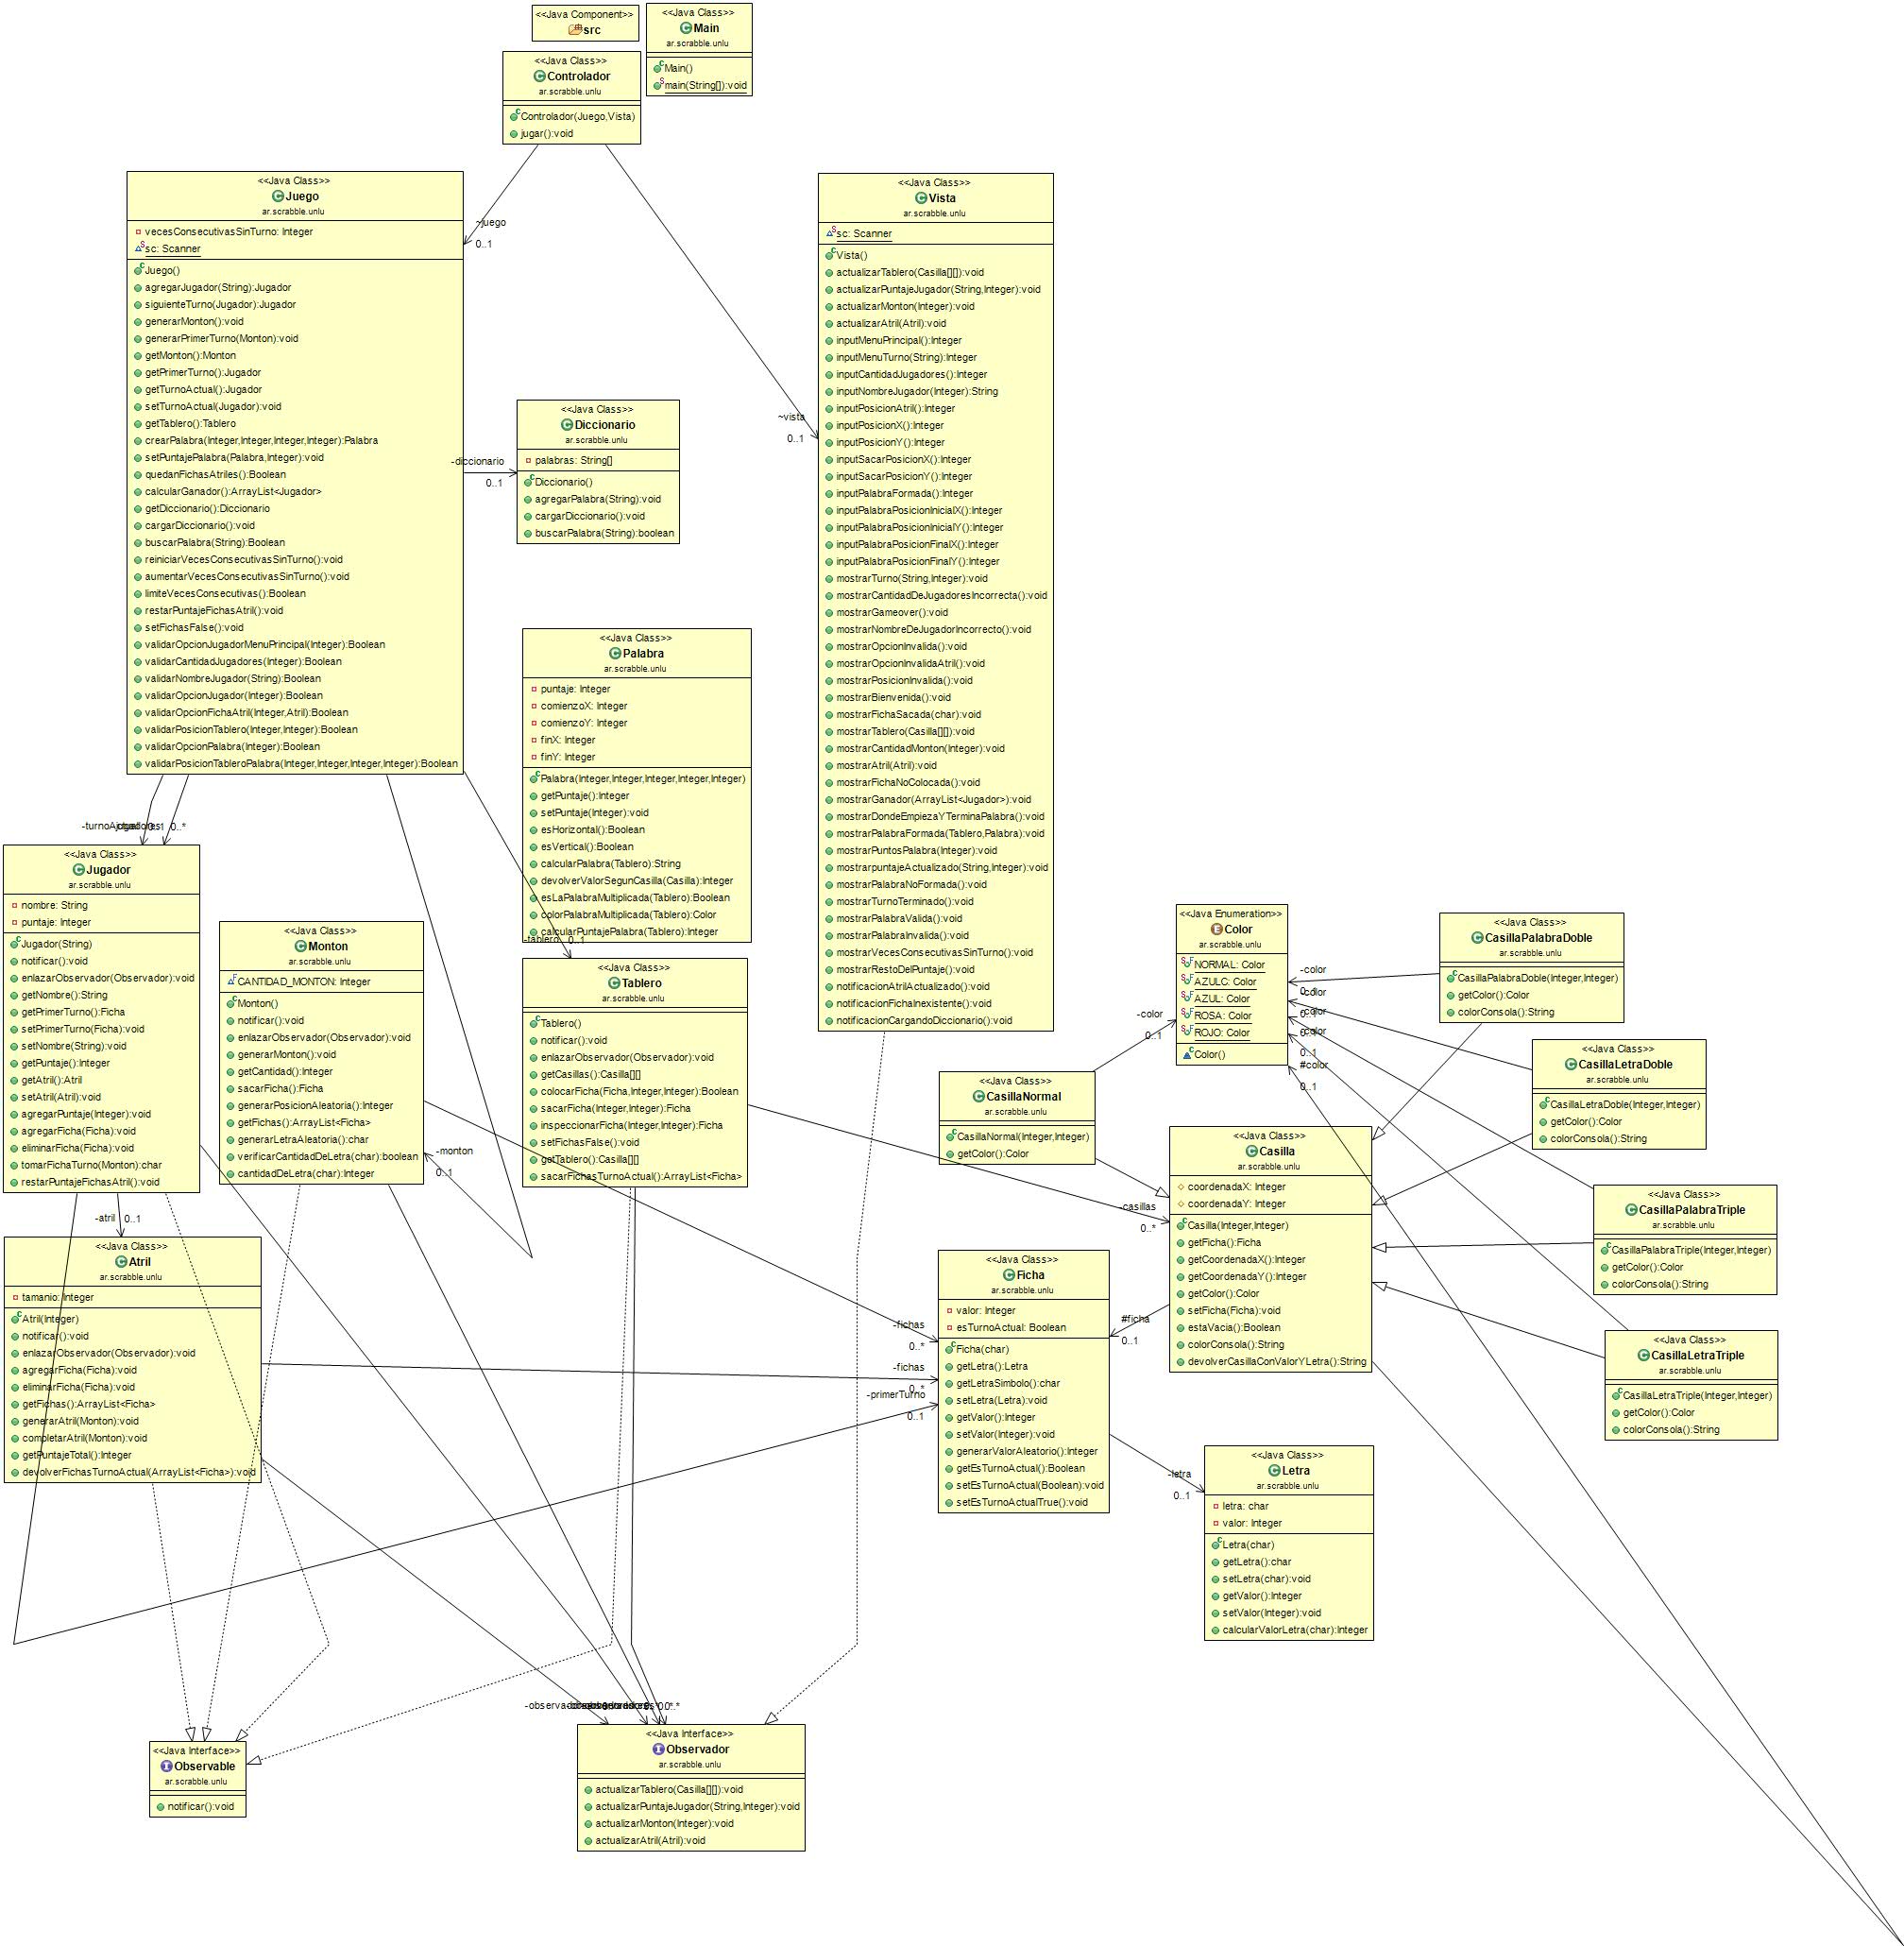 <<Java Component>>
src
<<Java Class>>
Main
ar.scrabble.unlu
Main()
main(String[]):void
<<Java Class>>
Controlador
ar.scrabble.unlu
Controlador(Juego,Vista)
jugar():void
<<Java Class>>
Juego
ar.scrabble.unlu
vecesConsecutivasSinTurno: Integer
sc: Scanner
Juego()
agregarJugador(String):Jugador
siguienteTurno(Jugador):Jugador
generarMonton():void
generarPrimerTurno(Monton):void
getMonton():Monton
getPrimerTurno():Jugador
getTurnoActual():Jugador
setTurnoActual(Jugador):void
getTablero():Tablero
crearPalabra(Integer,Integer,Integer,Integer):Palabra
setPuntajePalabra(Palabra,Integer):void
quedanFichasAtriles():Boolean
calcularGanador():ArrayList<Jugador>
getDiccionario():Diccionario
cargarDiccionario():void
buscarPalabra(String):Boolean
reiniciarVecesConsecutivasSinTurno():void
aumentarVecesConsecutivasSinTurno():void
limiteVecesConsecutivas():Boolean
restarPuntajeFichasAtril():void
setFichasFalse():void
validarOpcionJugadorMenuPrincipal(Integer):Boolean
validarCantidadJugadores(Integer):Boolean
validarNombreJugador(String):Boolean
validarOpcionJugador(Integer):Boolean
validarOpcionFichaAtril(Integer,Atril):Boolean
validarPosicionTablero(Integer,Integer):Boolean
validarOpcionPalabra(Integer):Boolean
validarPosicionTableroPalabra(Integer,Integer,Integer,Integer):Boolean
~juego
0..1
~vista
0..1
<<Java Class>>
Vista
ar.scrabble.unlu
sc: Scanner
Vista()
actualizarTablero(Casilla[][]):void
actualizarPuntajeJugador(String,Integer):void
actualizarMonton(Integer):void
actualizarAtril(Atril):void
inputMenuPrincipal():Integer
inputMenuTurno(String):Integer
inputCantidadJugadores():Integer
inputNombreJugador(Integer):String
inputPosicionAtril():Integer
inputPosicionX():Integer
inputPosicionY():Integer
inputSacarPosicionX():Integer
inputSacarPosicionY():Integer
inputPalabraFormada():Integer
inputPalabraPosicionInicialX():Integer
inputPalabraPosicionInicialY():Integer
inputPalabraPosicionFinalX():Integer
inputPalabraPosicionFinalY():Integer
mostrarTurno(String,Integer):void
mostrarCantidadDeJugadoresIncorrecta():void
mostrarGameover():void
mostrarNombreDeJugadorIncorrecto():void
mostrarOpcionInvalida():void
mostrarOpcionInvalidaAtril():void
mostrarPosicionInvalida():void
mostrarBienvenida():void
mostrarFichaSacada(char):void
mostrarTablero(Casilla[][]):void
mostrarCantidadMonton(Integer):void
mostrarAtril(Atril):void
mostrarFichaNoColocada():void
mostrarGanador(ArrayList<Jugador>):void
mostrarDondeEmpiezaYTerminaPalabra():void
mostrarPalabraFormada(Tablero,Palabra):void
mostrarPuntosPalabra(Integer):void
mostrarpuntajeActualizado(String,Integer):void
mostrarPalabraNoFormada():void
mostrarTurnoTerminado():void
mostrarPalabraValida():void
mostrarPalabraInvalida():void
mostrarVecesConsecutivasSinTurno():void
mostrarRestoDelPuntaje():void
notificacionAtrilActualizado():void
notificacionFichaInexistente():void
notificacionCargandoDiccionario():void
-diccionario
0..1
<<Java Class>>
Diccionario
ar.scrabble.unlu
palabras: String[]
Diccionario()
agregarPalabra(String):void
cargarDiccionario():void
buscarPalabra(String):boolean
<<Java Class>>
Palabra
ar.scrabble.unlu
puntaje: Integer
comienzoX: Integer
comienzoY: Integer
finX: Integer
finY: Integer
Palabra(Integer,Integer,Integer,Integer,Integer)
getPuntaje():Integer
setPuntaje(Integer):void
esHorizontal():Boolean
esVertical():Boolean
calcularPalabra(Tablero):String
devolverValorSegunCasilla(Casilla):Integer
esLaPalabraMultiplicada(Tablero):Boolean
colorPalabraMultiplicada(Tablero):Color
calcularPuntajePalabra(Tablero):Integer
-tablero
0..1
0..*
<<Java Class>>
Jugador
ar.scrabble.unlu
nombre: String
puntaje: Integer
Jugador(String)
notificar():void
enlazarObservador(Observador):void
getNombre():String
getPrimerTurno():Ficha
setPrimerTurno(Ficha):void
setNombre(String):void
getPuntaje():Integer
getAtril():Atril
setAtril(Atril):void
agregarPuntaje(Integer):void
agregarFicha(Ficha):void
eliminarFicha(Ficha):void
tomarFichaTurno(Monton):char
restarPuntajeFichasAtril():void
<<Java Class>>
Monton
ar.scrabble.unlu
CANTIDAD_MONTON: Integer
Monton()
notificar():void
enlazarObservador(Observador):void
generarMonton():void
getCantidad():Integer
sacarFicha():Ficha
generarPosicionAleatoria():Integer
getFichas():ArrayList<Ficha>
generarLetraAleatoria():char
verificarCantidadDeLetra(char):boolean
cantidadDeLetra(char):Integer
-monton
0..1
<<Java Class>>
Tablero
ar.scrabble.unlu
Tablero()
notificar():void
enlazarObservador(Observador):void
getCasillas():Casilla[][]
colocarFicha(Ficha,Integer,Integer):Boolean
sacarFicha(Integer,Integer):Ficha
inspeccionarFicha(Integer,Integer):Ficha
setFichasFalse():void
getTablero():Casilla[][]
sacarFichasTurnoActual():ArrayList<Ficha>
<<Java Enumeration>>
Color
ar.scrabble.unlu
NORMAL: Color
AZULC: Color
AZUL: Color
ROSA: Color
ROJO: Color
Color()
-color
0..1
-color
-color
#color
0..1
<<Java Class>>
CasillaPalabraDoble
ar.scrabble.unlu
CasillaPalabraDoble(Integer,Integer)
getColor():Color
colorConsola():String
<<Java Class>>
CasillaLetraDoble
ar.scrabble.unlu
CasillaLetraDoble(Integer,Integer)
getColor():Color
colorConsola():String
<<Java Class>>
CasillaNormal
ar.scrabble.unlu
CasillaNormal(Integer,Integer)
getColor():Color
<<Java Class>>
Casilla
ar.scrabble.unlu
coordenadaX: Integer
coordenadaY: Integer
Casilla(Integer,Integer)
getFicha():Ficha
getCoordenadaX():Integer
getCoordenadaY():Integer
getColor():Color
setFicha(Ficha):void
estaVacia():Boolean
colorConsola():String
devolverCasillaConValorYLetra():String
-casillas
0..*
<<Java Class>>
CasillaPalabraTriple
ar.scrabble.unlu
CasillaPalabraTriple(Integer,Integer)
getColor():Color
colorConsola():String
<<Java Class>>
CasillaLetraTriple
ar.scrabble.unlu
CasillaLetraTriple(Integer,Integer)
getColor():Color
colorConsola():String
-atril
0..1
<<Java Class>>
Atril
ar.scrabble.unlu
tamanio: Integer
Atril(Integer)
notificar():void
enlazarObservador(Observador):void
agregarFicha(Ficha):void
eliminarFicha(Ficha):void
getFichas():ArrayList<Ficha>
generarAtril(Monton):void
completarAtril(Monton):void
getPuntajeTotal():Integer
devolverFichasTurnoActual(ArrayList<Ficha>):void
-fichas
0..*
-fichas
0..*
-primerTurno
0..1
#ficha
0..1
<<Java Class>>
Ficha
ar.scrabble.unlu
valor: Integer
esTurnoActual: Boolean
Ficha(char)
getLetra():Letra
getLetraSimbolo():char
setLetra(Letra):void
getValor():Integer
setValor(Integer):void
generarValorAleatorio():Integer
getEsTurnoActual():Boolean
setEsTurnoActual(Boolean):void
setEsTurnoActualTrue():void
-letra
0..1
<<Java Class>>
Letra
ar.scrabble.unlu
letra: char
valor: Integer
Letra(char)
getLetra():char
setLetra(char):void
getValor():Integer
setValor(Integer):void
calcularValorLetra(char):Integer
<<Java Interface>>
Observable
ar.scrabble.unlu
notificar():void
<<Java Interface>>
Observador
ar.scrabble.unlu
actualizarTablero(Casilla[][]):void
actualizarPuntajeJugador(String,Integer):void
actualizarMonton(Integer):void
actualizarAtril(Atril):void